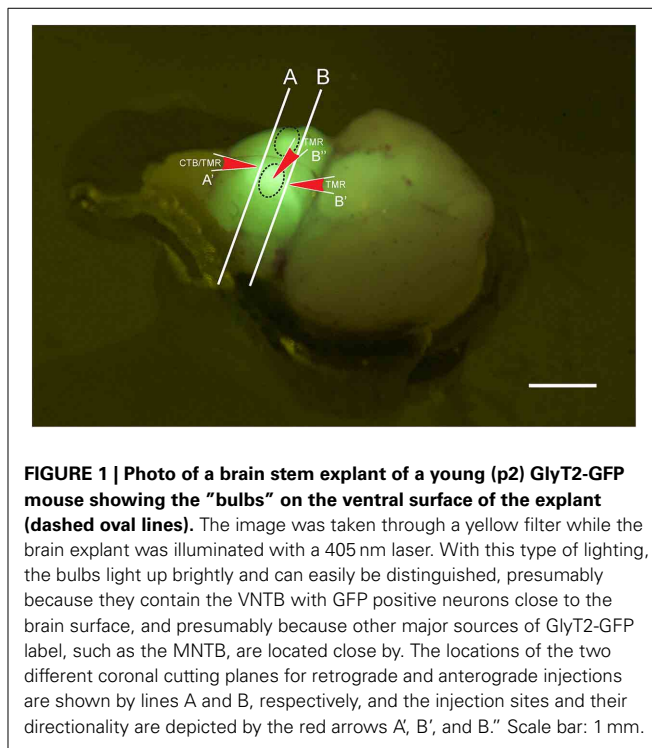 A B
TMR
CTB/TMR
B"
A'
TMR
B'
FIGURE 1 | Photo of a brain stem explant of a young (p2) GlyT2-GFP
mouse showing the "bulbs" on the ventral surface of the explant
(dashed oval lines). The image was taken through a yellow filter while the
brain explant was illuminated with a 405 nm laser. With this type of lighting,
the bulbs light up brightly and can easily be distinguished, presumably
because they contain the VNTB with GFP positive neurons close to the
brain surface, and presumably because other major sources of GlyT2-GFP
label, such as the MNTB, are located close by. The locations of the two
different coronal cutting planes for retrograde and anterograde injections
are shown by lines A and B, respectively, and the injection sites and their
directionality are depicted by the red arrows A', B', and B." Scale bar: 1 mm.